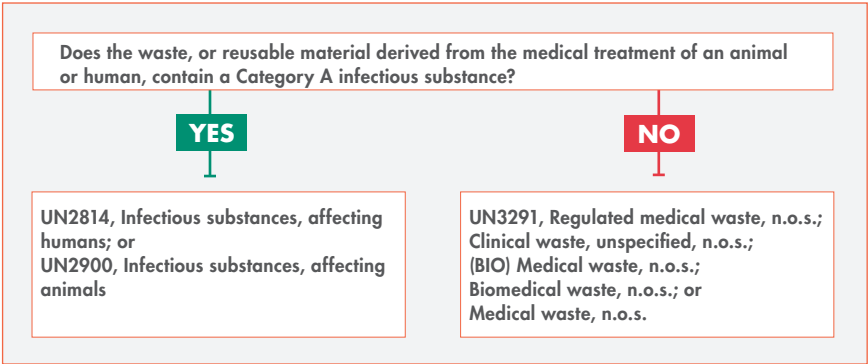 Does the waste, or reusable material derived from the medical treatment of an animal
or human, contain a Category A infectious substance?
YES
NO
UN2814, Infectious substances, affecting
humans; or
UN2900, Infectious substances, affecting
animals
UN3291, Regulated medical waste, n.o.s.;
Clinical waste, unspecified, n.o.s.;
(BIO) Medical waste, n.o.s.;
Biomedical waste, n.o.s.; or
Medical waste, n.o.s.